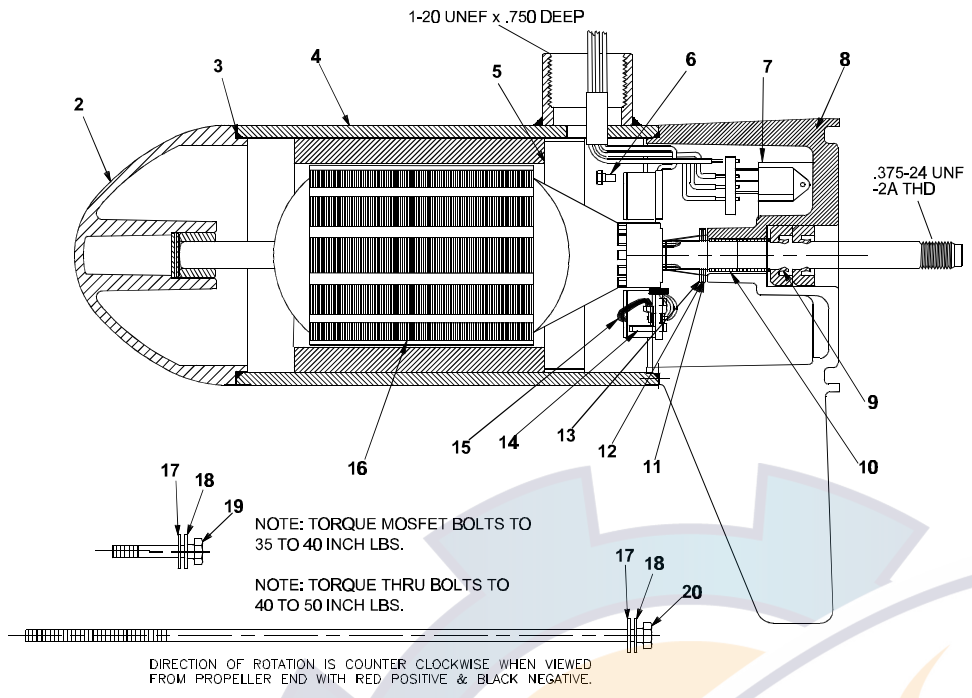 1-20 UNEF x .750 DEEP
2
3
4
5
6
7
8
.375-24 UNF
-2A THD
9
10
11
12
13
14
15
16
17
18
19
NOTE: TORQUE MOSFET BOLTS TO
35 TO 40 INCH LBS.
NOTE: TORQUE THRU BOLTS TO
40 TO 50 INCH LBS.
17
18
20
DIRECTION OF ROTATION IS COUNTER CLOCKWISE WHEN VIEWED
FROM PROPELLER END WITH RED POSITIVE & BLACK NEGATIVE.